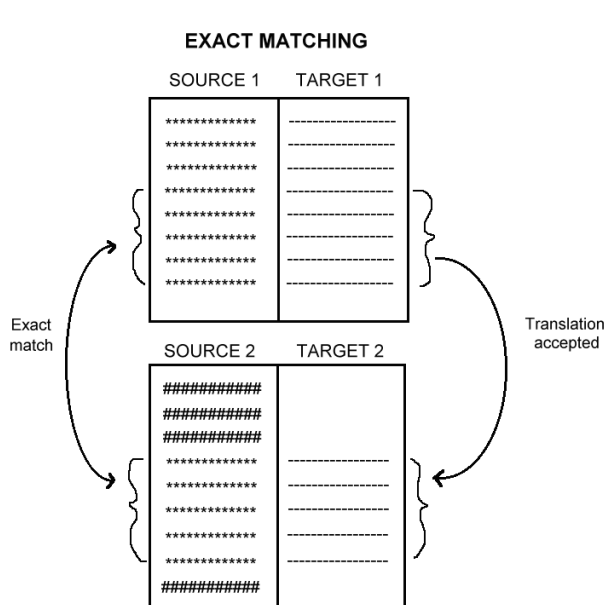 EXACT MATCHING
SOURCE 1 TARGET 1
************* ------------------
************* ------------------
************* ------------------
************* ------------------
************* ------------------
************* ------------------
************* ------------------
************* ------------------
Exact
match
Translation
accepted
SOURCE 2 TARGET 2
###########
###########
###########
************* -----------------
************* -----------------
************* -----------------
************* -----------------
************* -----------------
###########